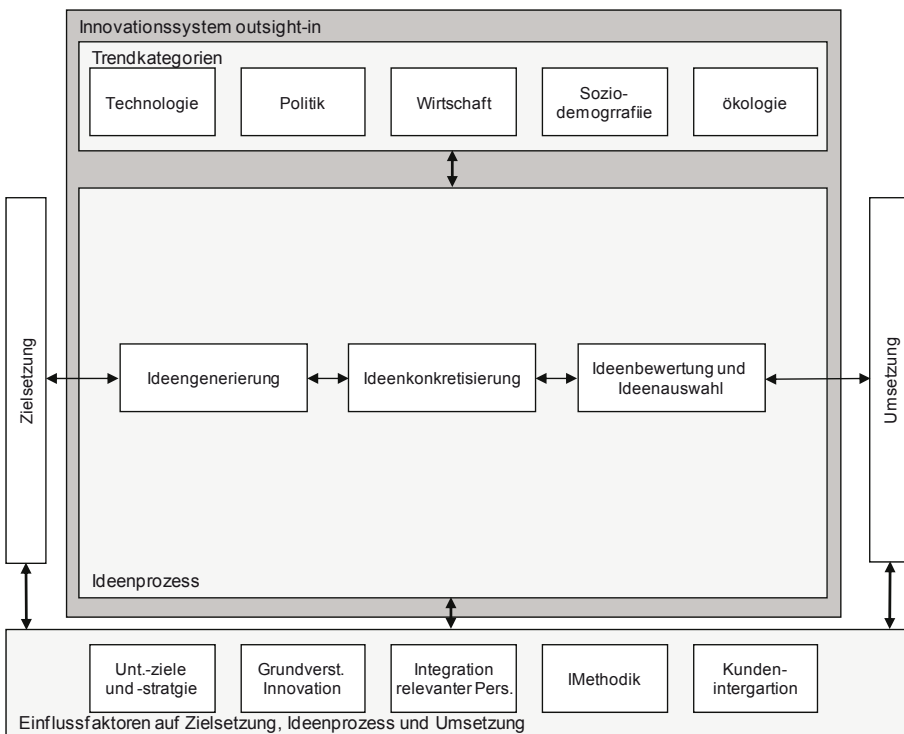 Innovationssystem outsight-in
Trendkategorien
Technologie
Politik
Wirtschaft
Sozio-
demogrrafiie
ökologie
Zielsetzung
Ideengenerierung
Ideenkonkretisierung
Ideenbewertung und
Ideenauswahl
Umsetzung
Ideenprozess
Unt.-ziele
und -stratgie
Grundverst.
Innovation
Integration
relevanter Pers.
IMethodik
Kunden-
intergartion
Einflussfaktoren auf Zielsetzung, Ideenprozess und Umsetzung